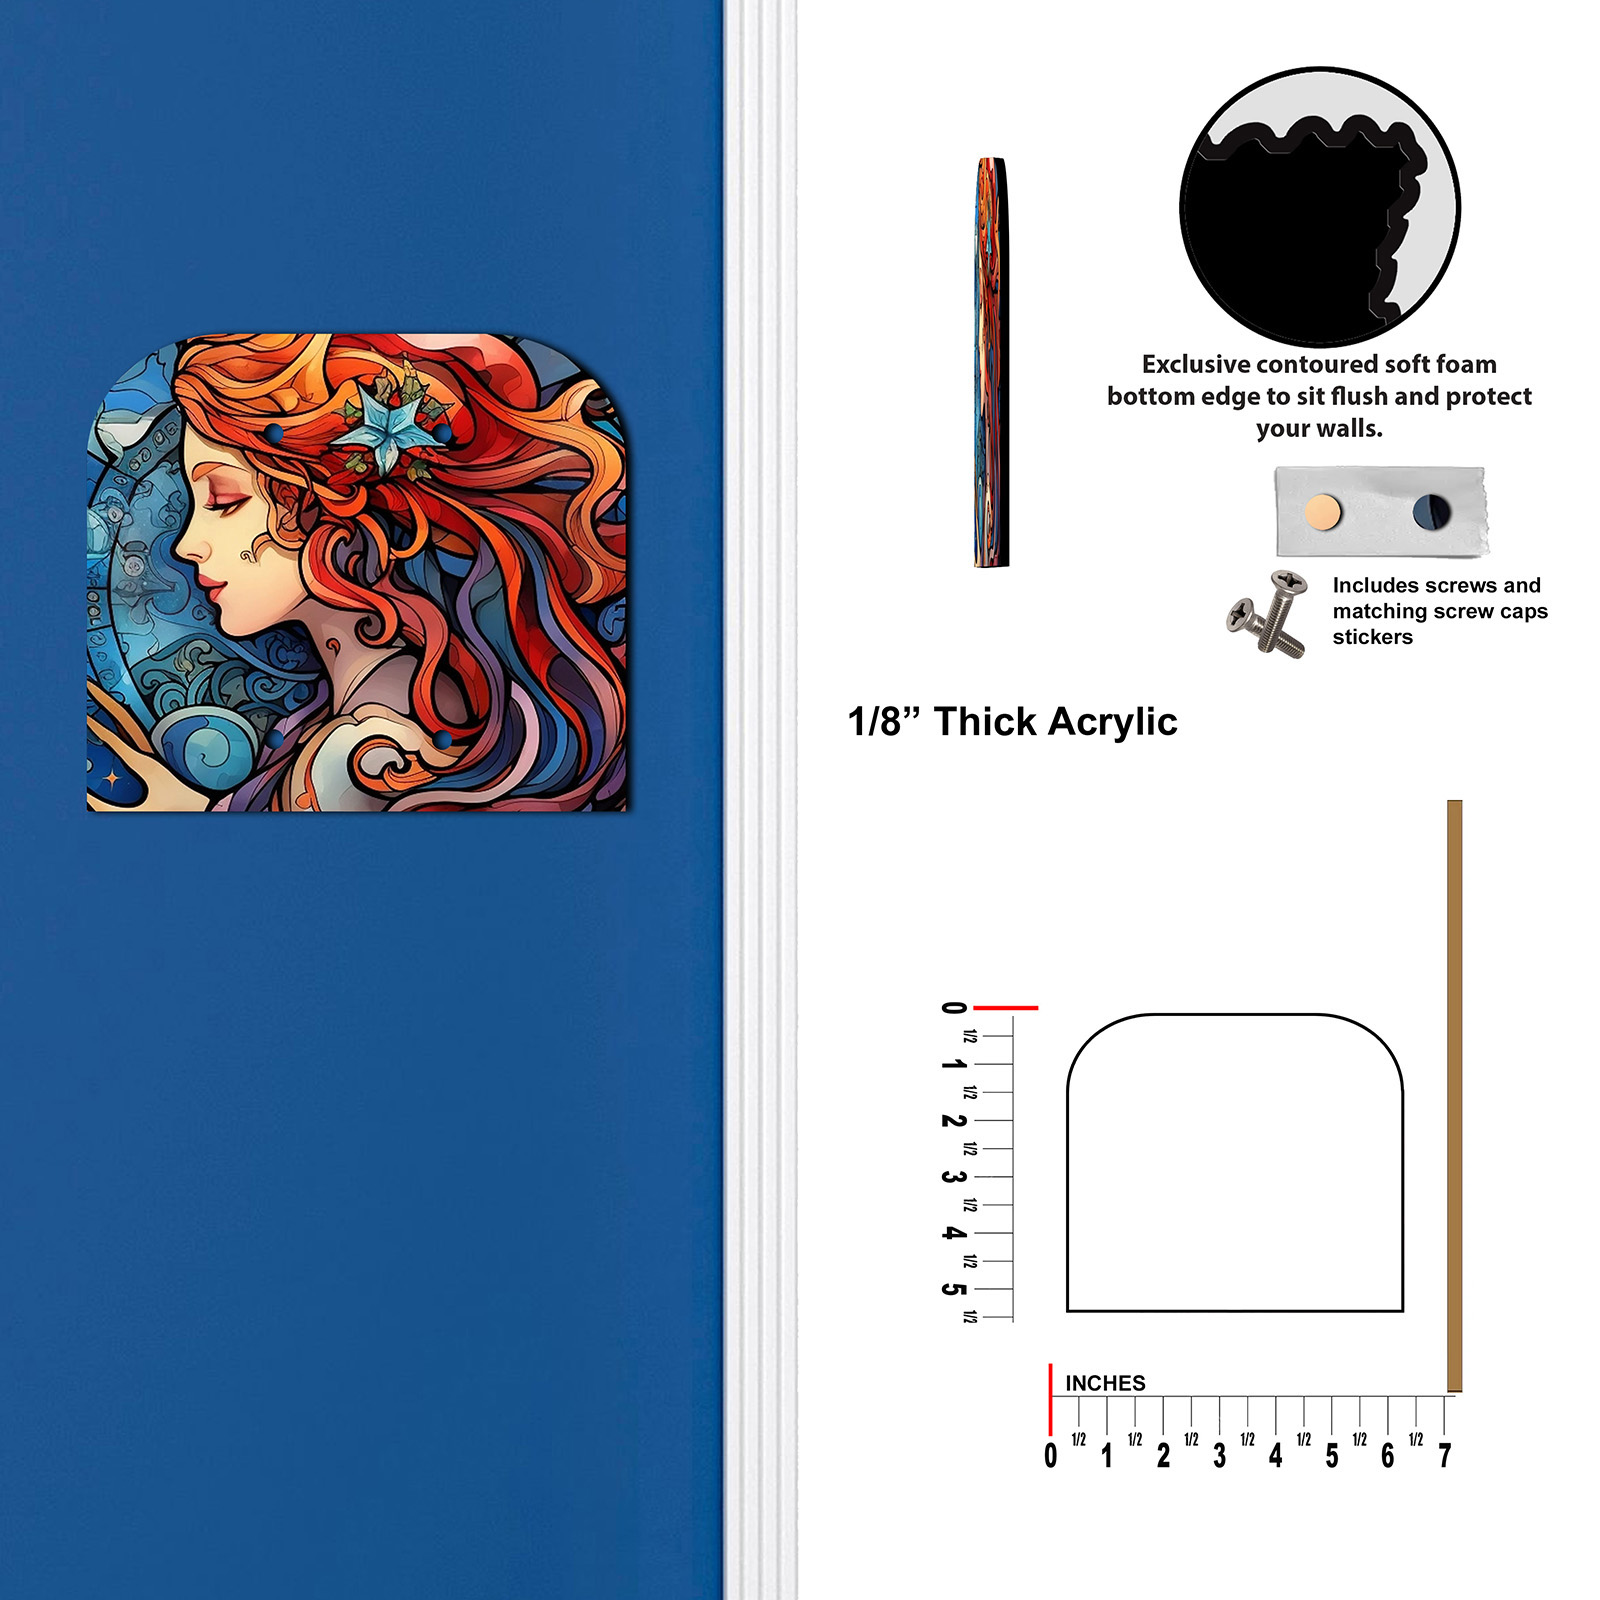 Exclusive contoured soft foam
bottom edge to sit flush and protect
your walls.
Includes screws and
matching screw caps
stickers
1/8” Thick Acrylic
0
1/2
1
1/2
2
1/2
3
1/2
4
1/2
5
1/2
INCHES
0 1/2 1 1/2 2 1/2 3 1/2 4 1/2 5 1/2 6 1/2 7